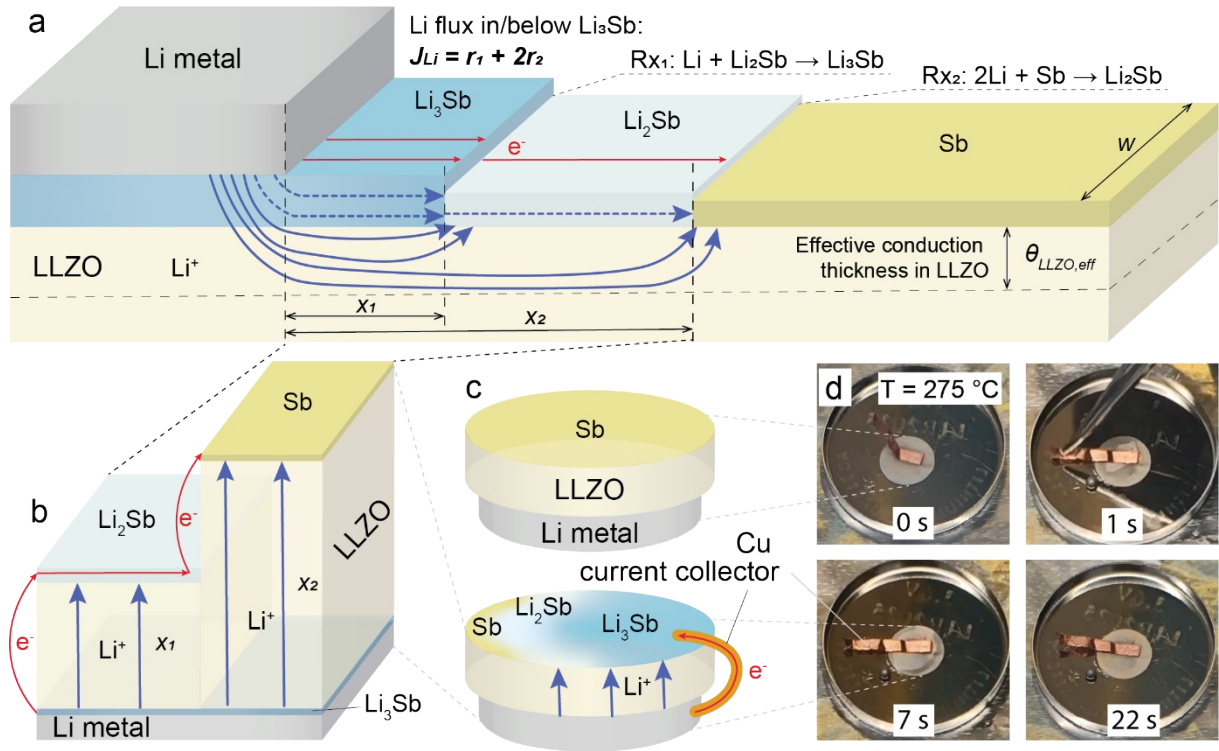 a
Li flux in/below Li₃Sb:
J_Li = r₁ + 2r₂
Rx₁: Li + Li₂Sb → Li₃Sb
Rx₂: 2Li + Sb → Li₂Sb
Li metal
Li₃Sb
Li₂Sb
Sb
w
e⁻
LLZO
Li⁺
Effective conduction
thickness in LLZO
θ_LLZO,eff
x₁
x₂
b
Sb
Li₂Sb
e⁻
LLZO
x₂
e⁻
Li⁺
x₁
Li⁺
Li₃Sb
Li metal
c
Sb
LLZO
Li metal
Cu
current collector
Sb
Li₂Sb
Li₃Sb
Li⁺
e⁻
d
T = 275 °C
0 s
1 s
7 s
22 s